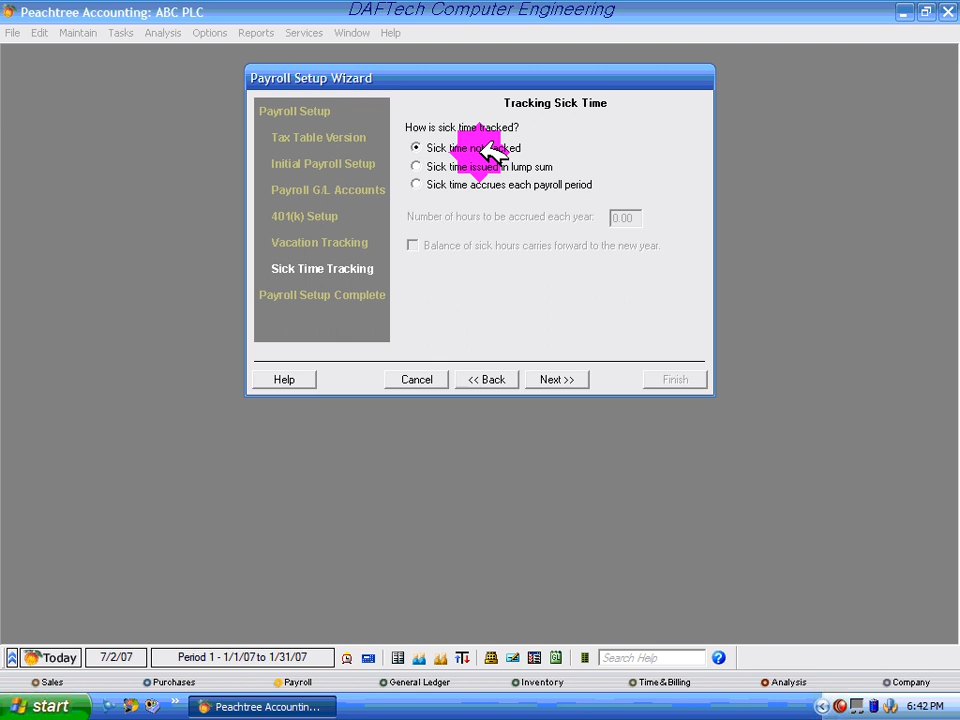 DAFTech Computer Engineering
Peachtree Accounting: ABC PLC
File Edit Maintain Tasks Analysis Options Reports Services Window Help
Payroll Setup Wizard
Payroll Setup
Tax Table Version
Initial Payroll Setup
Payroll G/L Accounts
401(k) Setup
Vacation Tracking
Sick Time Tracking
Payroll Setup Complete
Tracking Sick Time
How is sick time tracked?
Sick time not tracked
Sick time issued in lump sum
Sick time accrues each payroll period
Number of hours to be accrued each year: 0.00
Balance of sick hours carries forward to the new year.
Help Cancel << Back Next >> Finish
Today 7/2/07 Period 1 - 1/1/07 to 1/31/07 Search Help
Sales Purchases Payroll General Ledger Inventory Time & Billing Analysis Company
start Peachtree Accountin... 6:42 PM